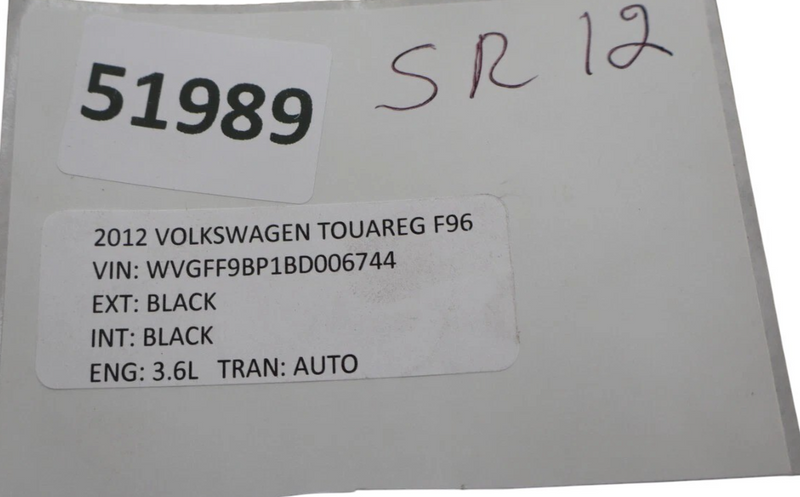 51989
SR 12
2012 VOLKSWAGEN TOUAREG F96
VIN: WVGFF9BP1BD006744
EXT: BLACK
INT: BLACK
ENG: 3.6L TRAN: AUTO